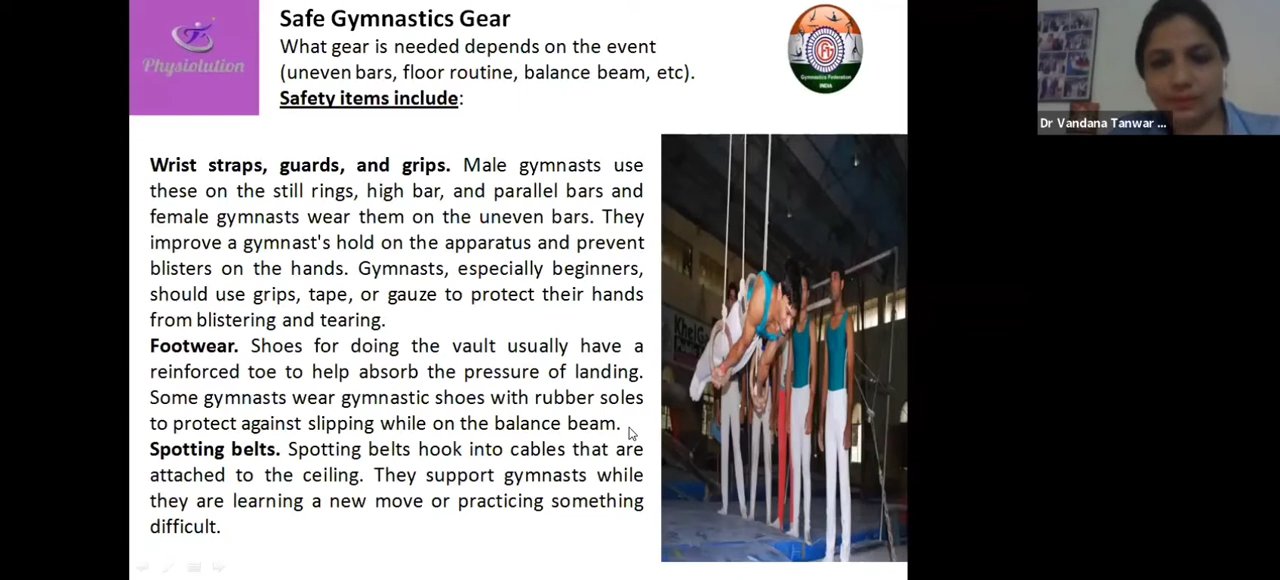 Physiolution
Safe Gymnastics Gear
What gear is needed depends on the event
(uneven bars, floor routine, balance beam, etc).
Safety items include:
Gymnastics Federation
INDIA
Dr Vandana Tanwar ...
Wrist straps, guards, and grips. Male gymnasts use
these on the still rings, high bar, and parallel bars and
female gymnasts wear them on the uneven bars. They
improve a gymnast's hold on the apparatus and prevent
blisters on the hands. Gymnasts, especially beginners,
should use grips, tape, or gauze to protect their hands
from blistering and tearing.
Footwear. Shoes for doing the vault usually have a
reinforced toe to help absorb the pressure of landing.
Some gymnasts wear gymnastic shoes with rubber soles
to protect against slipping while on the balance beam.
Spotting belts. Spotting belts hook into cables that are
attached to the ceiling. They support gymnasts while
they are learning a new move or practicing something
difficult.